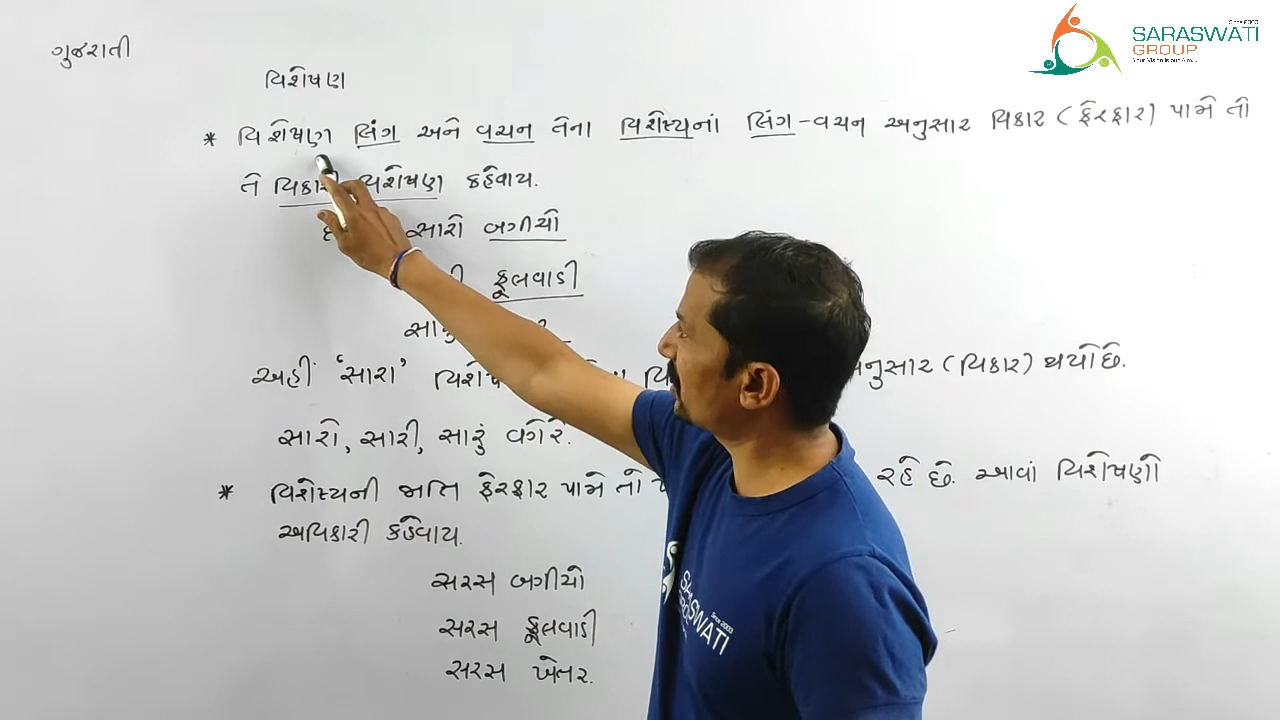 SARASWATI
GROUP
ગુજરાતી
વિશેષણ
* વિશેષણ લિંગ અને વચન તેના વિશેષ્યનાં લિંગ-વચન અનુસાર વિકાર (ફેરફાર) પામે તો
તે વિકારી વિશેષણ કહેવાય.
સારો બગીચો
ફૂલવાડી
અહીં 'સારા' અનુસાર (વિકાર) થયો છે.
સારો, સારી, સારું વગેરે.
* વિશેષ્યની જાતિ ફેરફાર પામે તો રહે છે. આવાં વિશેષણો
અવિકારી કહેવાય.
સરસ બગીચો
સરસ ફૂલવાડી
સરસ ખેતર.